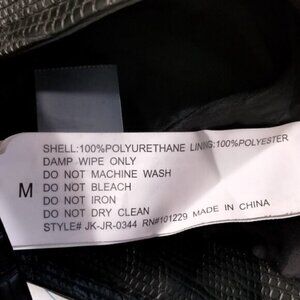 SHELL:100%POLYURETHANE LINING:100%POLYESTER
DAMP WIPE ONLY
DO NOT MACHINE WASH
M
DO NOT BLEACH
DO NOT IRON
DO NOT DRY CLEAN
STYLE# JK-JR-0344 RN#101229 MADE IN CHINA